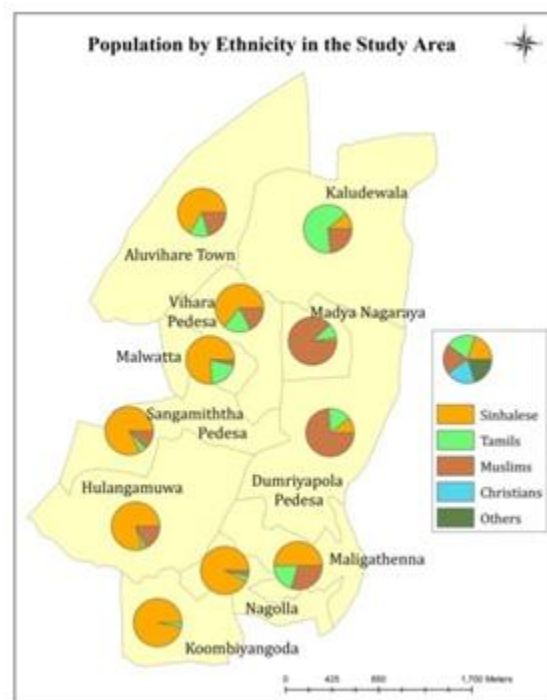 Population by Ethnicity in the Study Area
Kaludewala
Aluvihare Town
Vihara
Pedesa
Madya Nagaraya
Malwatta
Sangamiththa
Pedesa
Sinhalese
Tamils
Muslims
Christians
Others
Dumriyapola
Pedesa
Hulangamuwa
Maligathenna
Nagolla
Koombiyangoda
0 425 850 1,700 Meters